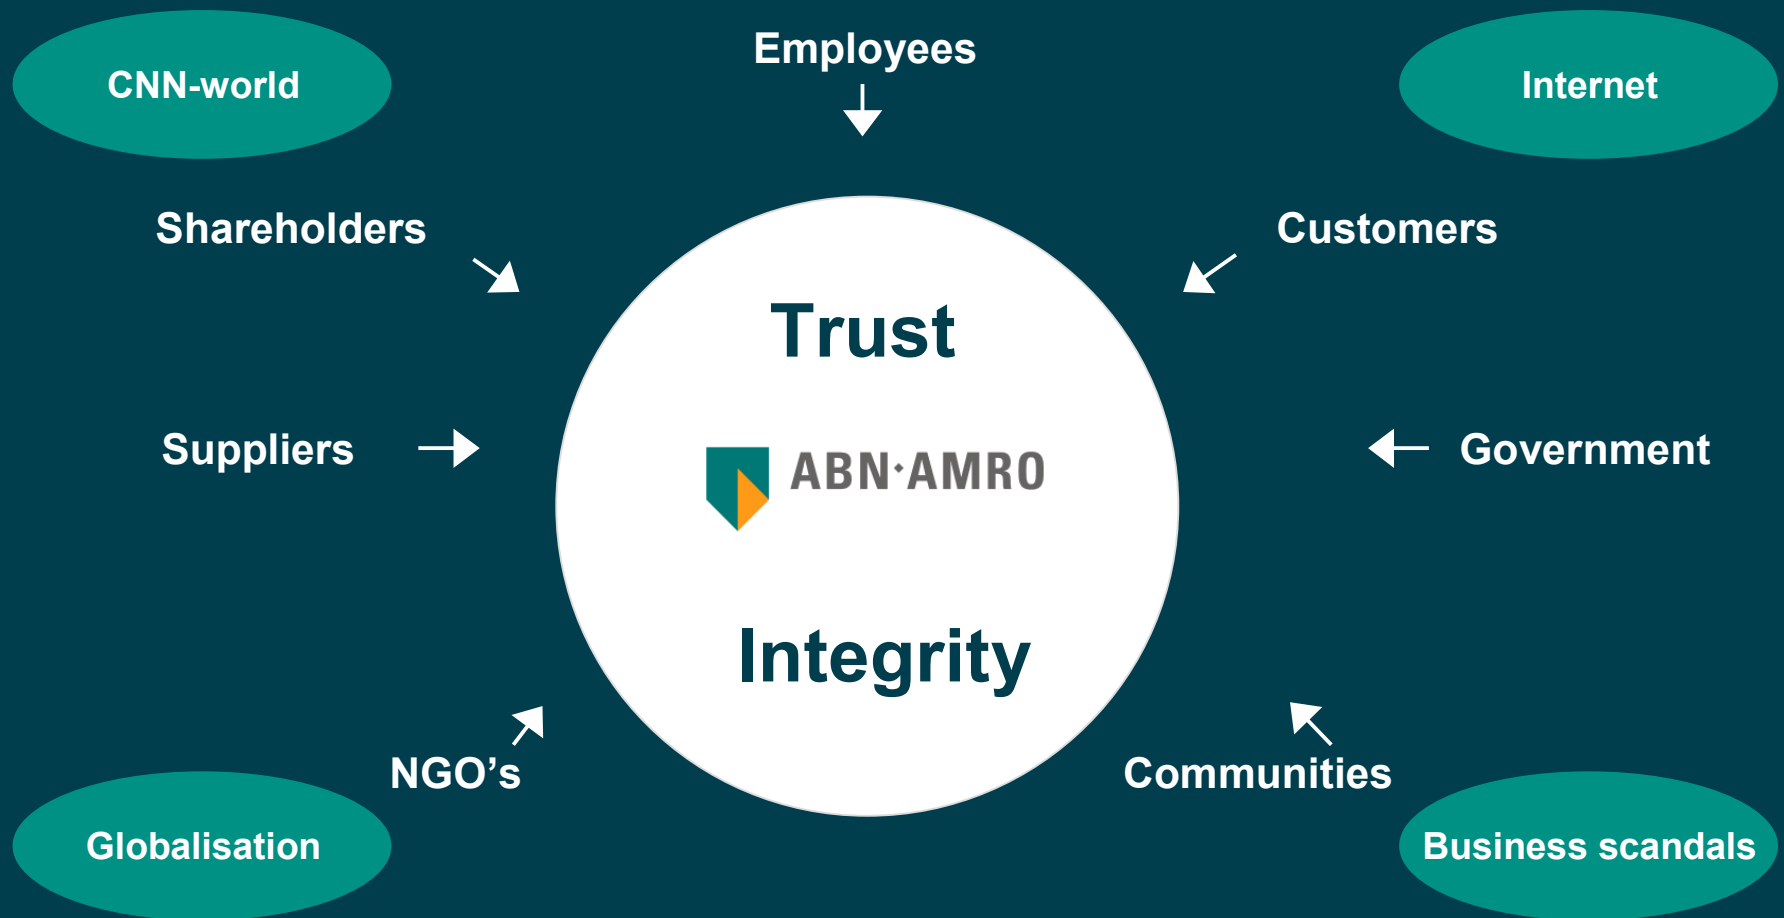 Employees
CNN-world
Internet
Shareholders
Customers
Trust
Suppliers
ABN·AMRO
Government
Integrity
NGO’s
Communities
Globalisation
Business scandals